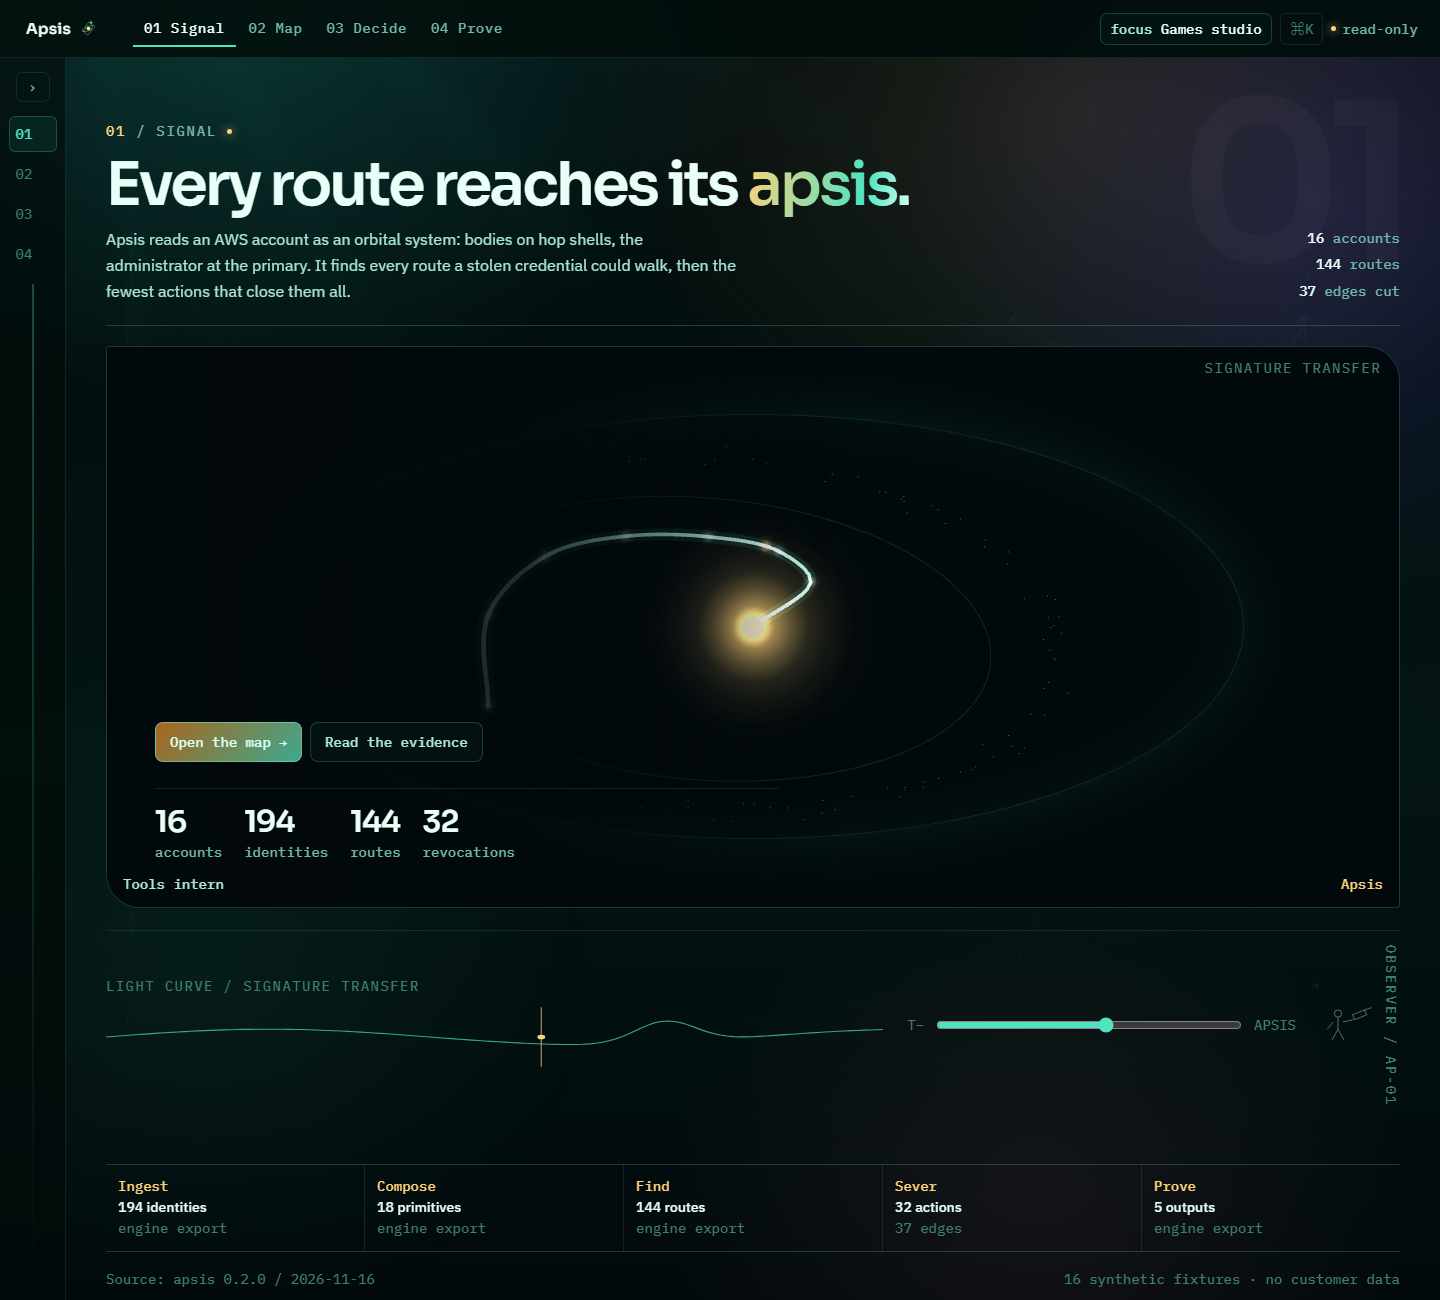 Apsis
01 Signal
02 Map
03 Decide
04 Prove
focus Games studio
⌘K
read-only
›
01
02
03
04
01
01 / SIGNAL
Every route reaches its apsis.
Apsis reads an AWS account as an orbital system: bodies on hop shells, the
administrator at the primary. It finds every route a stolen credential could walk, then the
fewest actions that close them all.
16 accounts
144 routes
37 edges cut
SIGNATURE TRANSFER
Open the map →
Read the evidence
16
accounts
194
identities
144
routes
32
revocations
Tools intern
Apsis
LIGHT CURVE / SIGNATURE TRANSFER
T−
APSIS
OBSERVER / AP-01
Ingest
194 identities
engine export
Compose
18 primitives
engine export
Find
144 routes
engine export
Sever
32 actions
37 edges
Prove
5 outputs
engine export
Source: apsis 0.2.0 / 2026-11-16
16 synthetic fixtures · no customer data